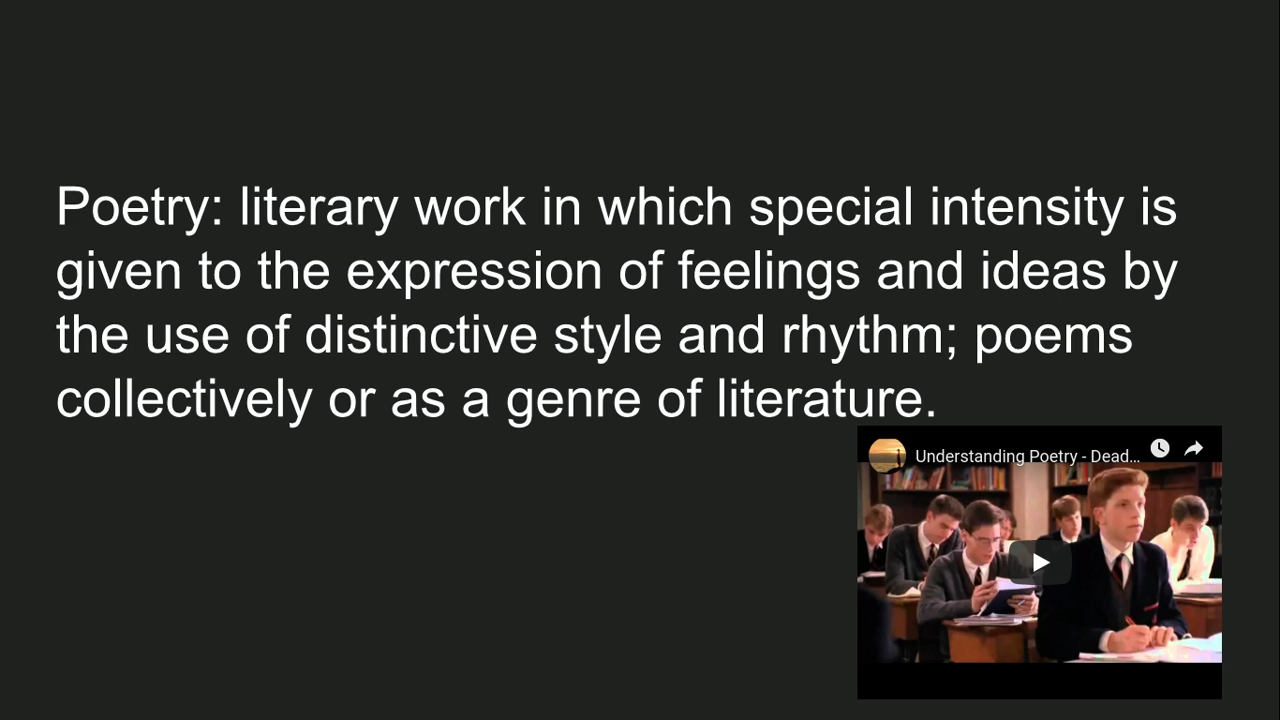 Poetry: literary work in which special intensity is
given to the expression of feelings and ideas by
the use of distinctive style and rhythm; poems
collectively or as a genre of literature.
Understanding Poetry - Dead...